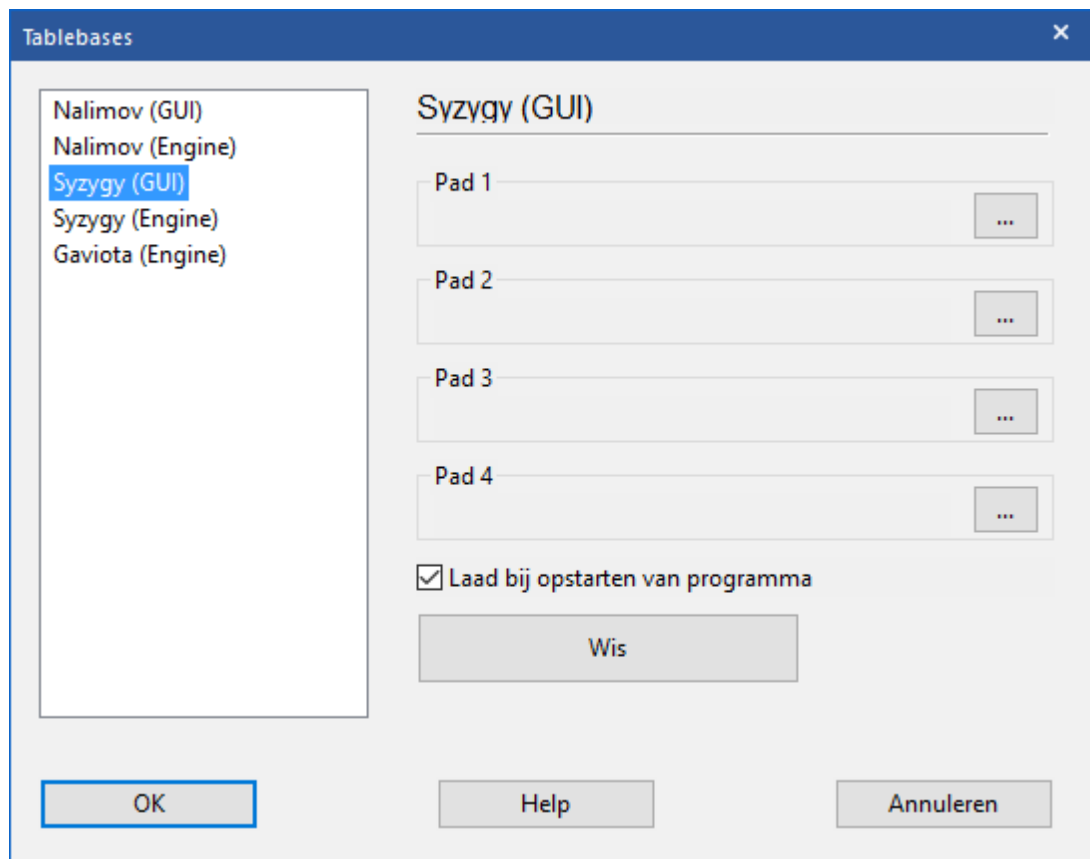 Tablebases
Nalimov (GUI)
Nalimov (Engine)
Syzygy (GUI)
Syzygy (Engine)
Gaviota (Engine)
Syzygy (GUI)
Pad 1
...
Pad 2
...
Pad 3
...
Pad 4
...
Laad bij opstarten van programma
Wis
OK
Help
Annuleren